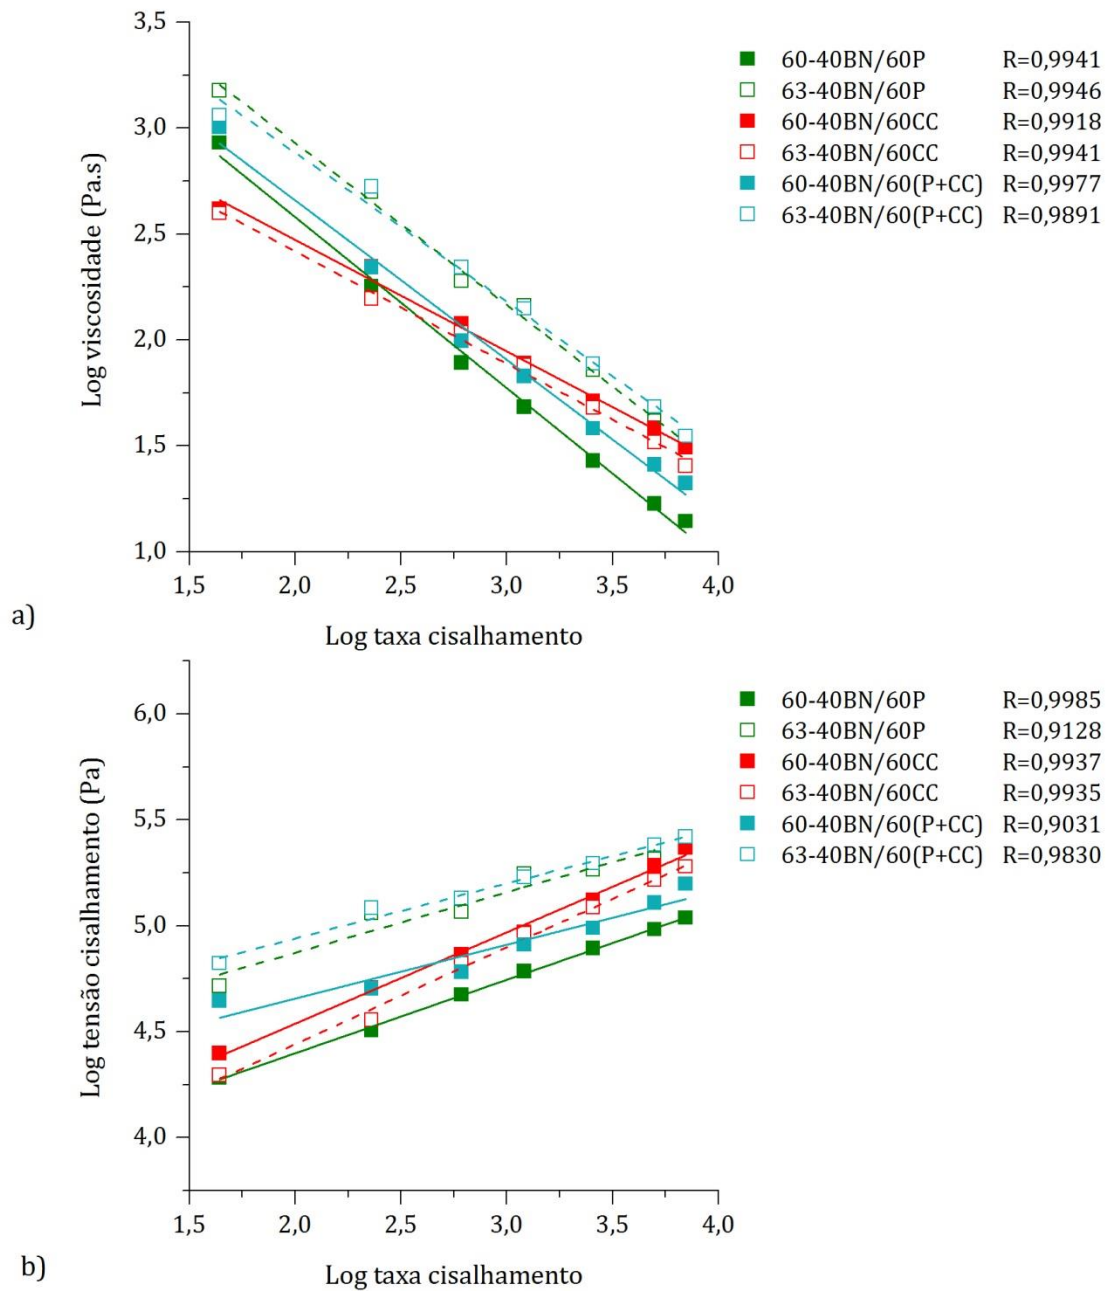 3,5
3,0
2,5
2,0
1,5
1,0
Log viscosidade (Pa.s)
1,5 2,0 2,5 3,0 3,5 4,0
Log taxa cisalhamento
60-40BN/60P R=0,9941
63-40BN/60P R=0,9946
60-40BN/60CC R=0,9918
63-40BN/60CC R=0,9941
60-40BN/60(P+CC) R=0,9977
63-40BN/60(P+CC) R=0,9891
a)
6,0
5,5
5,0
4,5
4,0
Log tensão cisalhamento (Pa)
1,5 2,0 2,5 3,0 3,5 4,0
Log taxa cisalhamento
60-40BN/60P R=0,9985
63-40BN/60P R=0,9128
60-40BN/60CC R=0,9937
63-40BN/60CC R=0,9935
60-40BN/60(P+CC) R=0,9031
63-40BN/60(P+CC) R=0,9830
b)